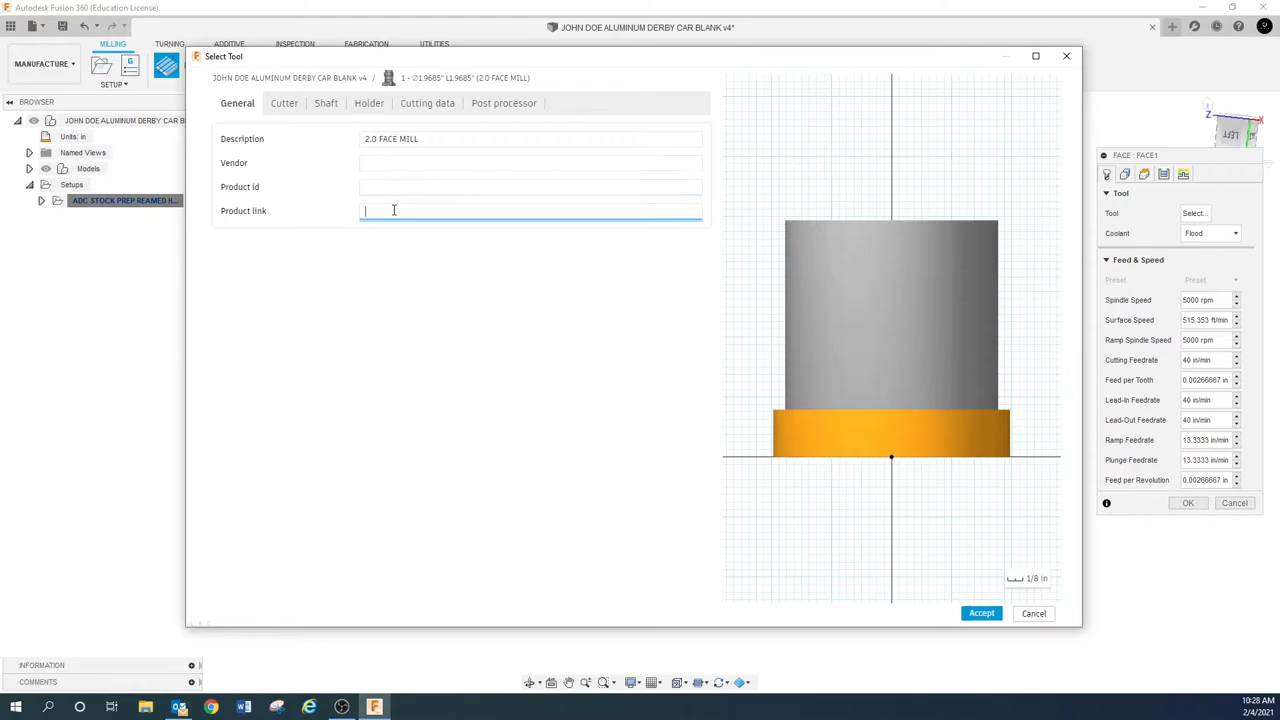 Autodesk Fusion 360 (Education License)
JOHN DOE ALUMINUM DERBY CAR BLANK v4*
MILLING TURNING ADDITIVE INSPECTION FABRICATION UTILITIES
MANUFACTURE
G
SETUP
BROWSER
JOHN DOE ALUMINUM DERBY CAR B
Units: in
Named Views
Models
Setups
ADC STOCK PREP REAMED H...
Select Tool
JOHN DOE ALUMINUM DERBY CAR BLANK v4 / 1 - ∅1.9685" L1.9685" (2.0 FACE MILL)
General Cutter Shaft Holder Cutting data Post processor
Description 2.0 FACE MILL
Vendor
Product id
Product link
1/8 in
Accept Cancel
Z X
LEFT
FACE : FACE1
Tool
Tool Select...
Coolant Flood
Feed & Speed
Preset Preset
Spindle Speed 5000 rpm
Surface Speed 515.353 ft/min
Ramp Spindle Speed 5000 rpm
Cutting Feedrate 40 in/min
Feed per Tooth 0.00266667 in
Lead-In Feedrate 40 in/min
Lead-Out Feedrate 40 in/min
Ramp Feedrate 13.3333 in/min
Plunge Feedrate 13.3333 in/min
Feed per Revolution 0.00266667 in
OK Cancel
INFORMATION
COMMENTS
10:28 AM
2/4/2021